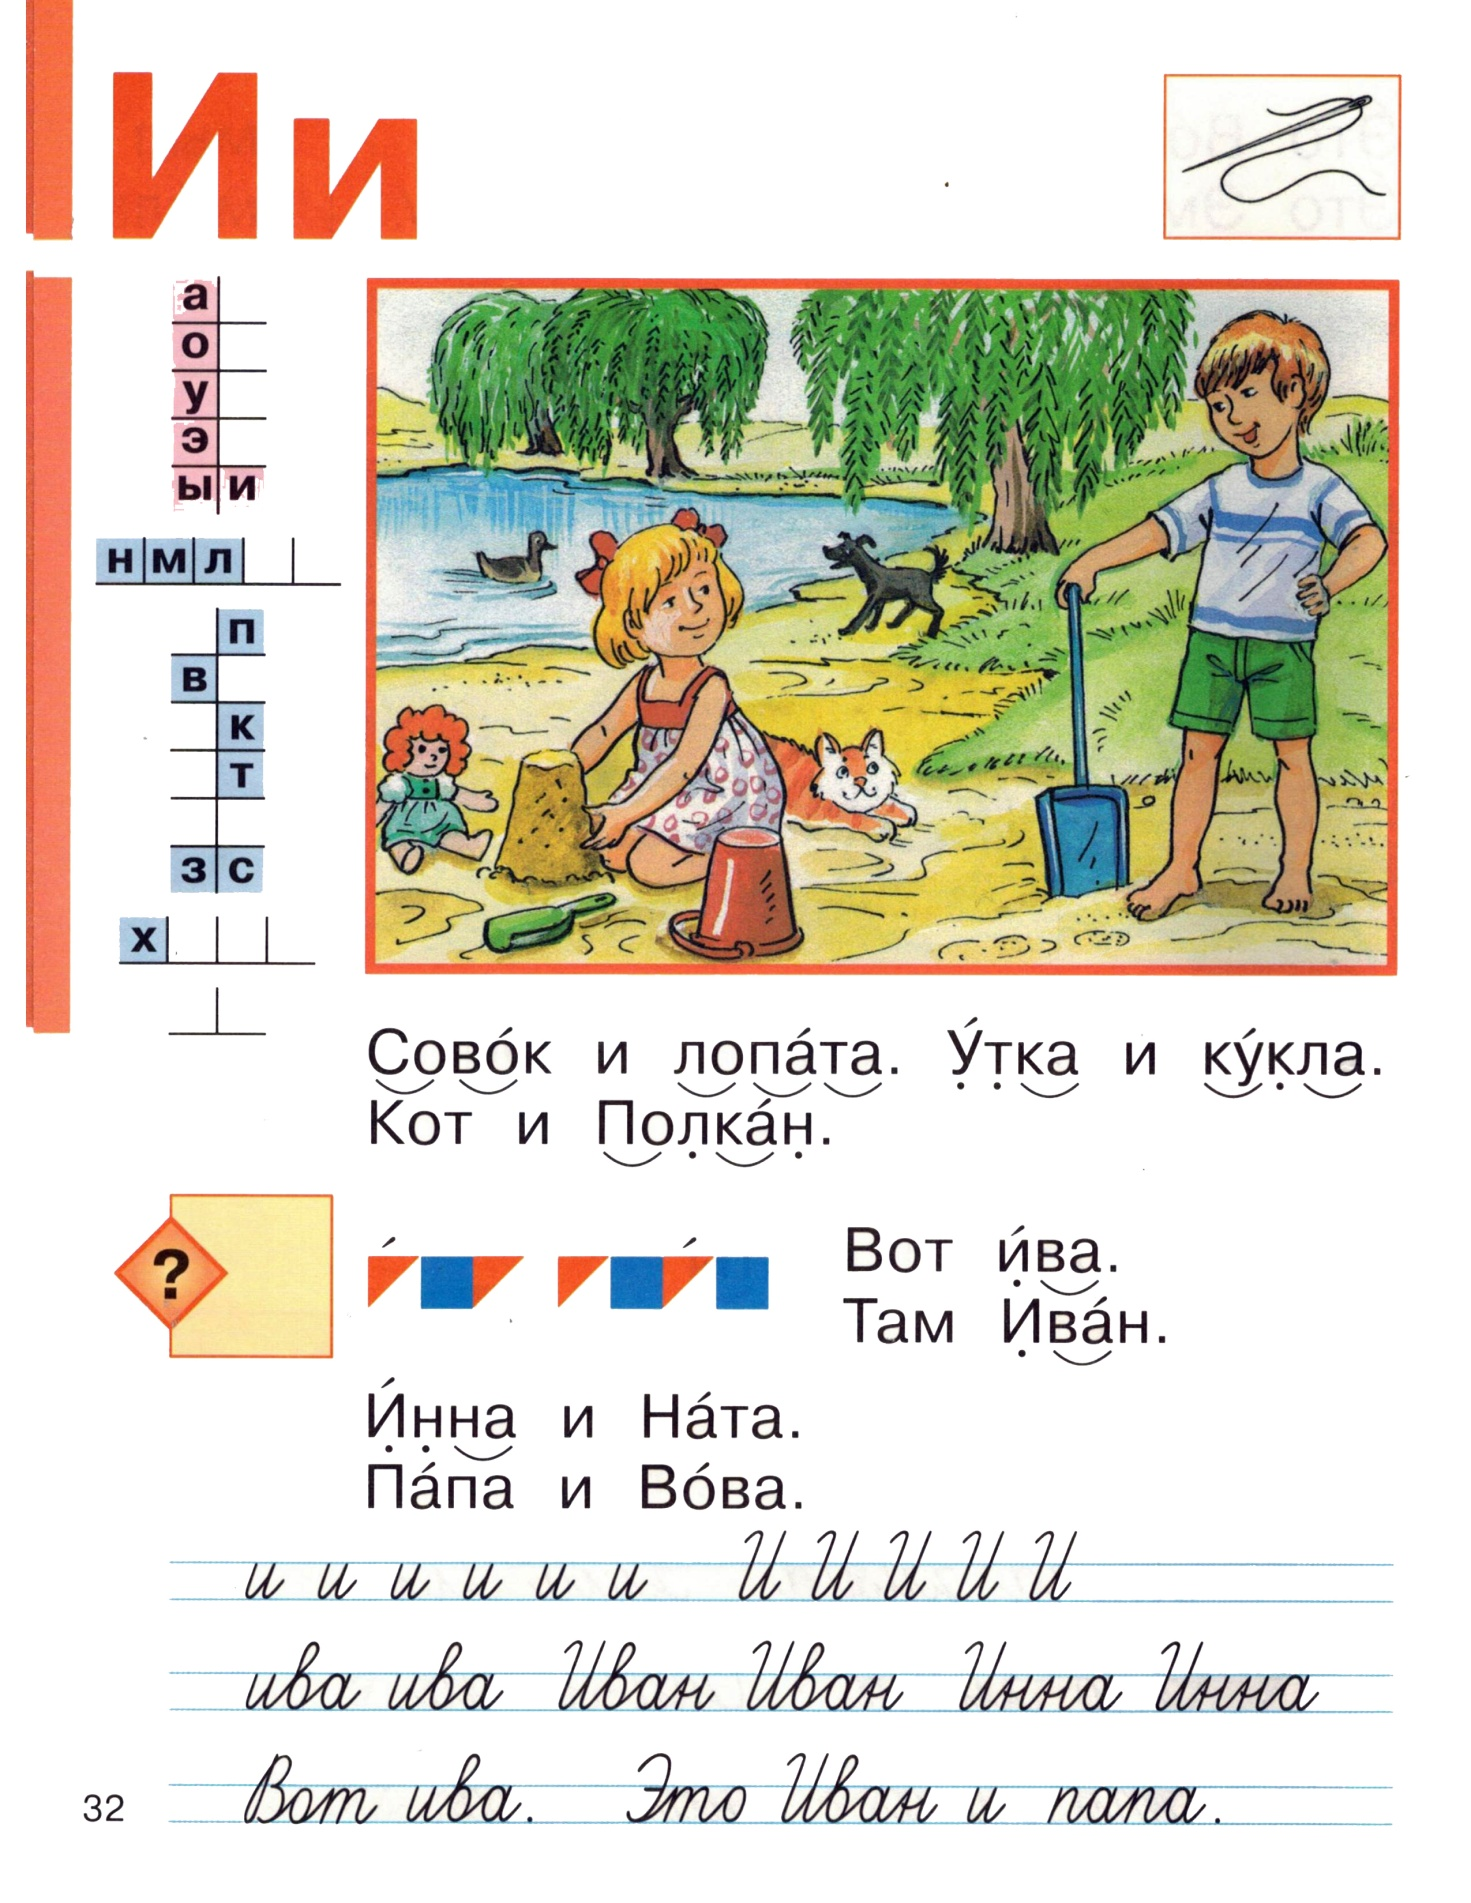 Ии
а
о
у
э
ы и
н м л
п
в
к
т
з с
х
Сово́к и лопа́та. У́тка и ку́кла.
Кот и Полка́н.
?
Вот и́ва.
Там Ива́н.
И́нна и На́та.
Па́па и Во́ва.
и и и и и и И И И И И
ива ива Иван Иван Инна Инна
Вот ива. Это Иван и папа.
32